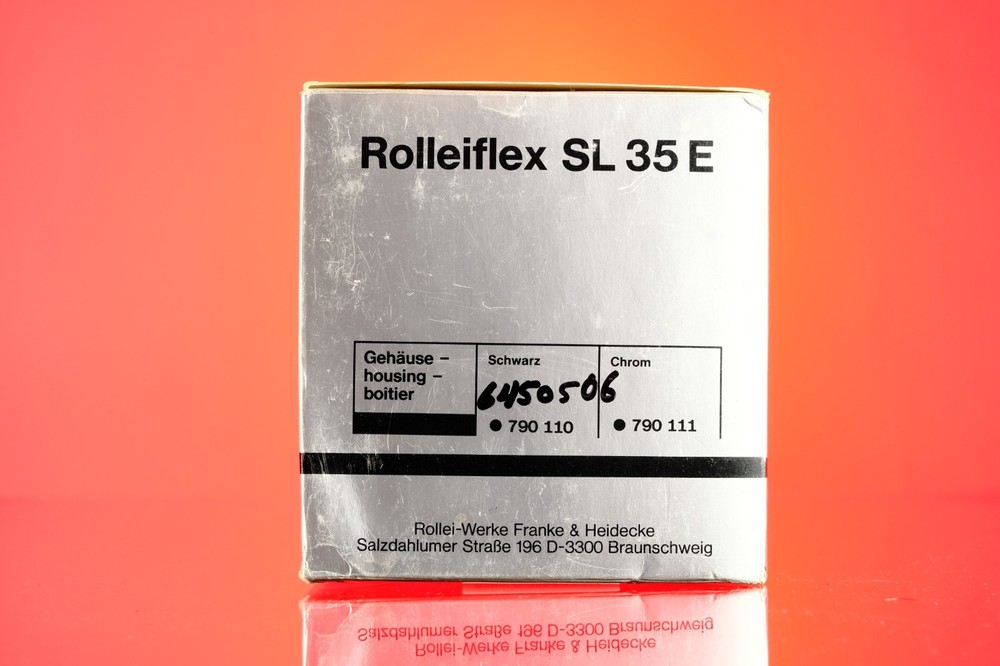 Rolleiflex SL 35 E
Gehäuse –
housing –
boîtier
Schwarz
Chrom
6450506
● 790 110
● 790 111
Rollei-Werke Franke & Heidecke
Salzdahlumer Straße 196 D-3300 Braunschweig